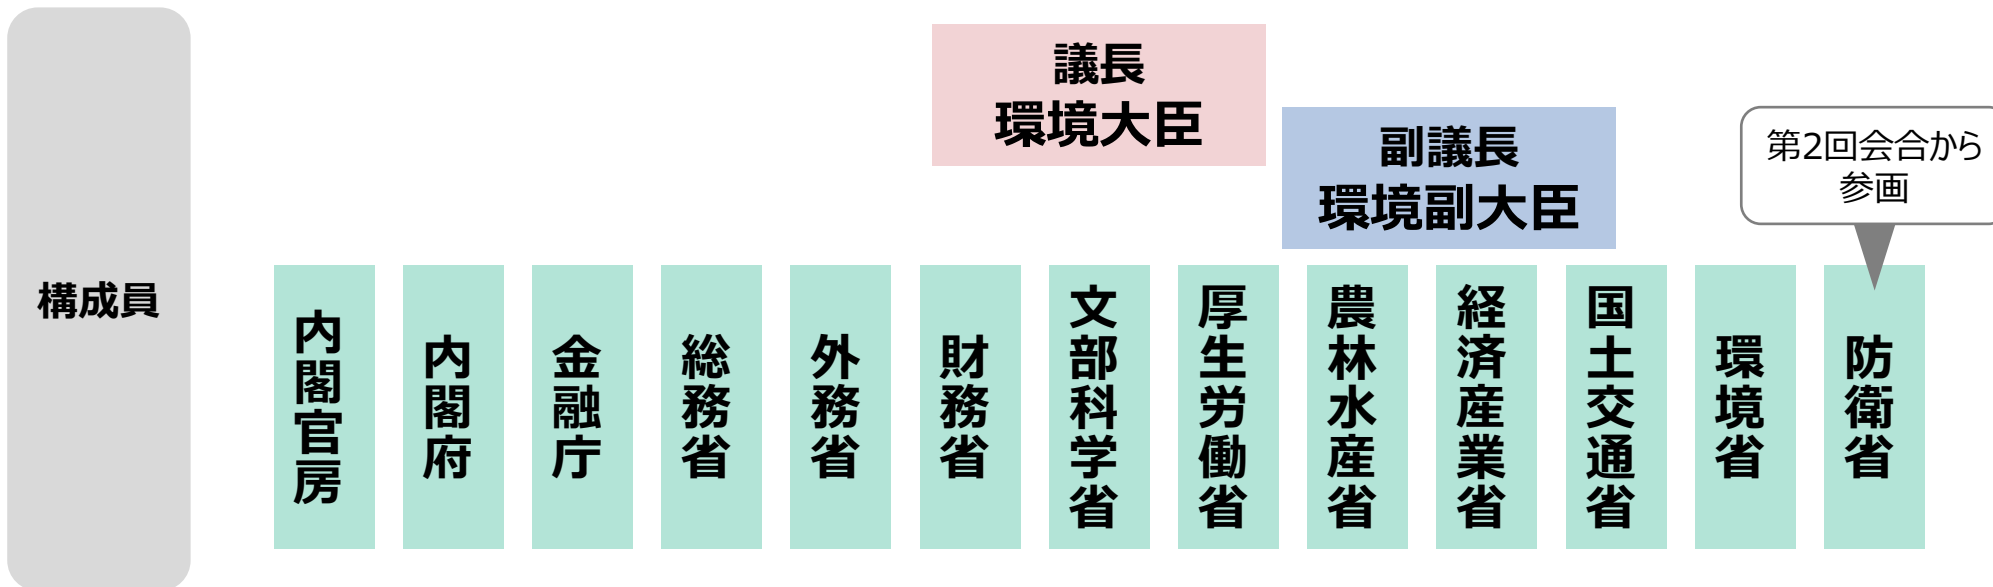 構成員
議長
環境大臣
副議長
環境副大臣
第2回会合から
参画
内閣官房
内閣府
金融庁
総務省
外務省
財務省
文部科学省
厚生労働省
農林水産省
経済産業省
国土交通省
環境省
防衛省